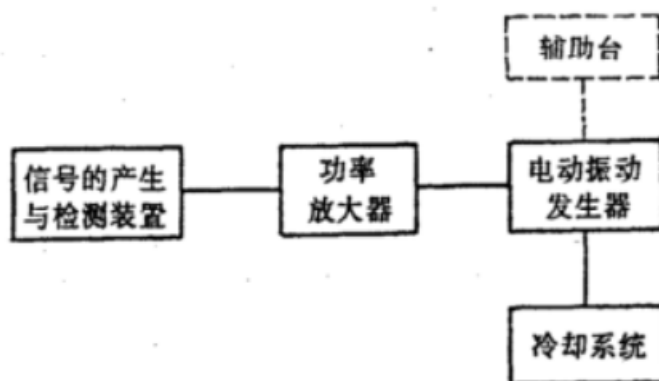 辅助台
信号的产生
与检测装置
功率
放大器
电动振动
发生器
冷却系统